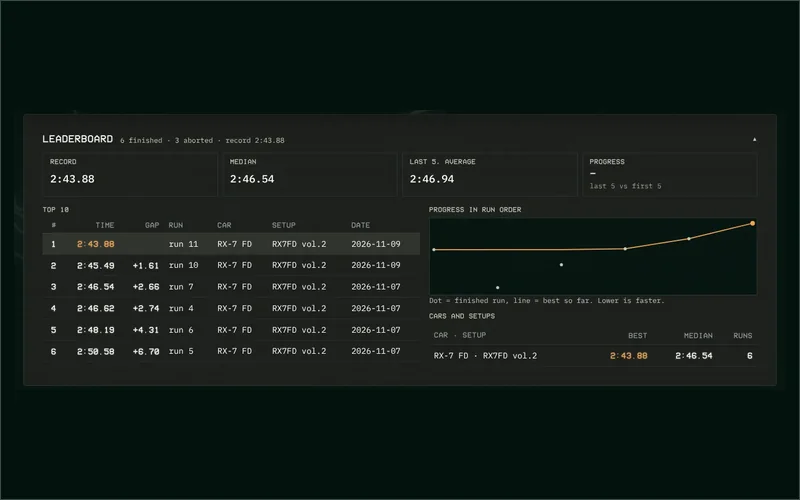 LEADERBOARD 6 finished · 3 aborted · record 2:43.88 ▲
RECORD
2:43.88
MEDIAN
2:46.54
LAST 5. AVERAGE
2:46.94
PROGRESS
–
last 5 vs first 5
TOP 10
# TIME GAP RUN CAR SETUP DATE
1 2:43.88 run 11 RX-7 FD RX7FD vol.2 2026-11-09
2 2:45.49 +1.61 run 10 RX-7 FD RX7FD vol.2 2026-11-09
3 2:46.54 +2.66 run 7 RX-7 FD RX7FD vol.2 2026-11-07
4 2:46.62 +2.74 run 4 RX-7 FD RX7FD vol.2 2026-11-07
5 2:48.19 +4.31 run 6 RX-7 FD RX7FD vol.2 2026-11-07
6 2:50.58 +6.70 run 5 RX-7 FD RX7FD vol.2 2026-11-07
PROGRESS IN RUN ORDER
Dot = finished run, line = best so far. Lower is faster.
CARS AND SETUPS
CAR · SETUP BEST MEDIAN RUNS
RX-7 FD · RX7FD vol.2 2:43.88 2:46.54 6